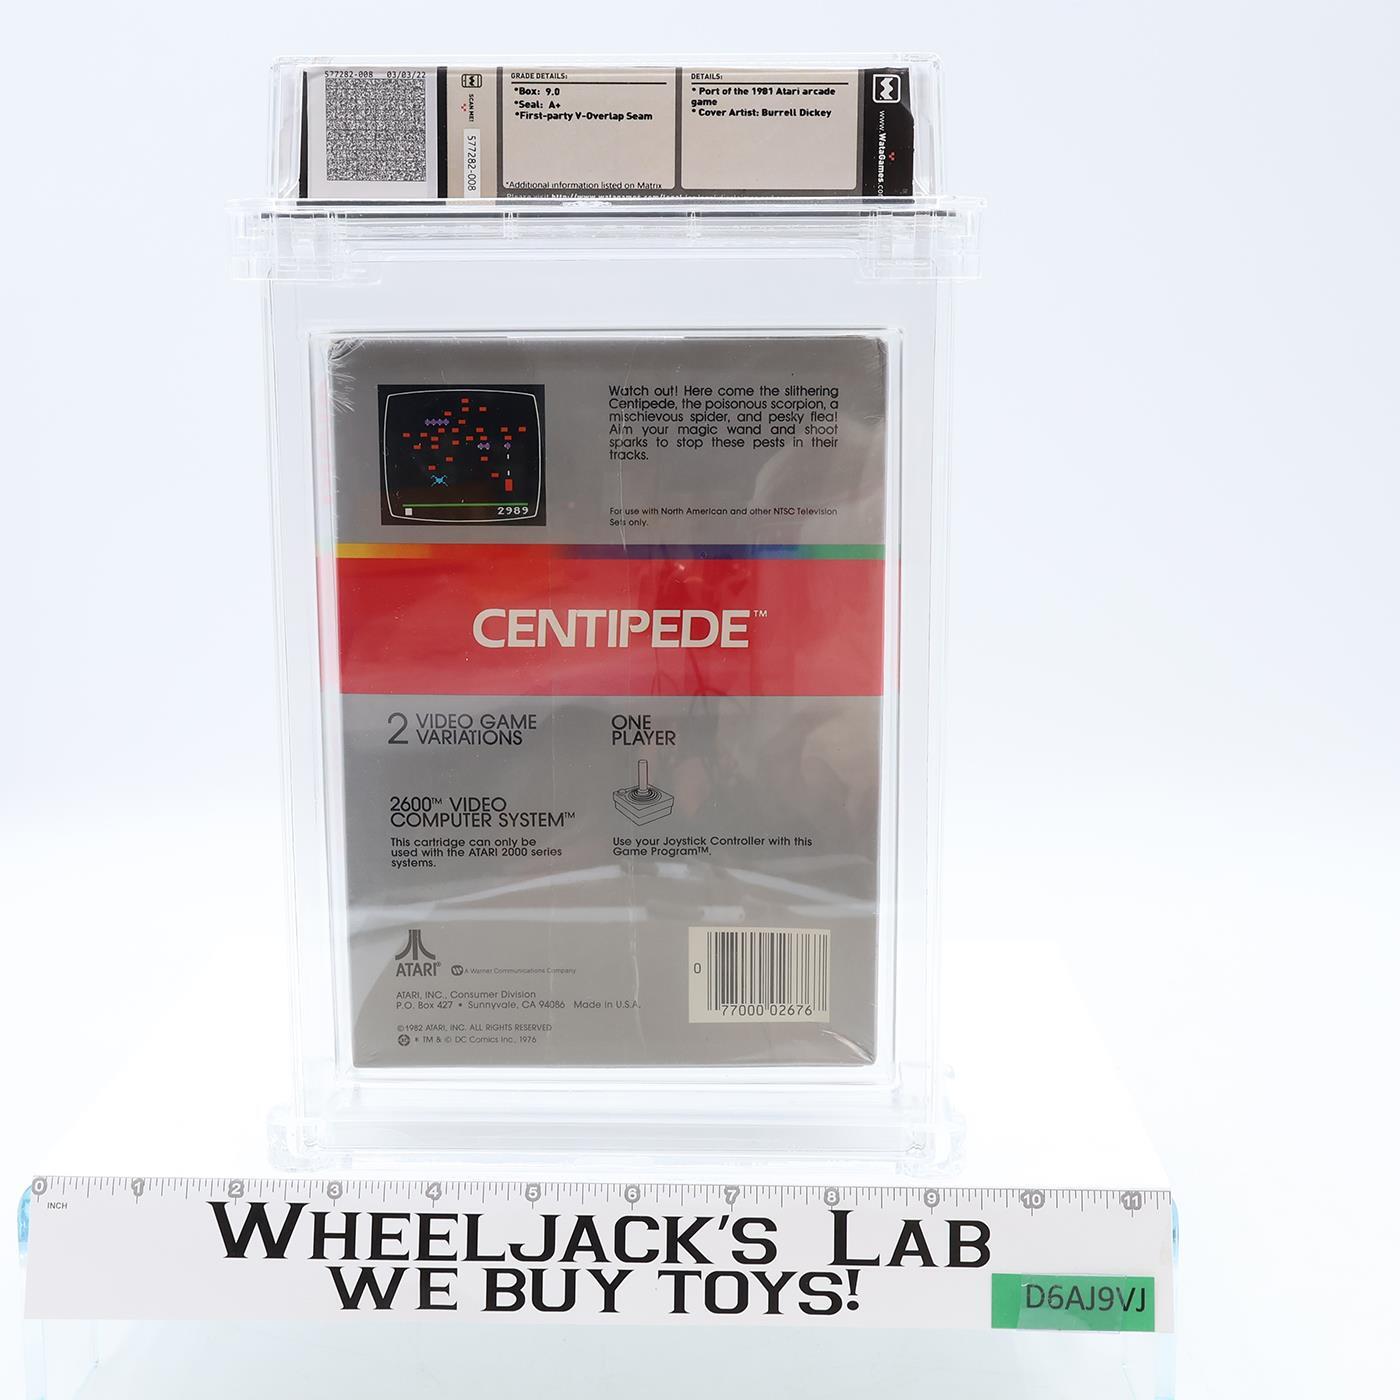 577282-008 03/03/22
SCAN ME!
577282-008
GRADE DETAILS:
*Box: 9.0
*Seal: A+
*First-party V-Overlap Seam
*Additional information listed on Matrix
DETAILS:
* Port of the 1981 Atari arcade
game
* Cover Artist: Burrell Dickey
www.WataGames.co
Watch out! Here come the slithering
Centipede, the poisonous scorpion, a
mischievous spider, and pesky flea!
Aim your magic wand and shoot
sparks to stop these pests in their
tracks.
2989
For use with North American and other NTSC Television
Sets only.
CENTIPEDE™
2 VIDEO GAME
VARIATIONS
ONE
PLAYER
2600™ VIDEO
COMPUTER SYSTEM™
This cartridge can only be
used with the ATARI 2000 series
systems.
Use your Joystick Controller with this
Game Program™.
ATARI® A Warner Communications Company
ATARI, INC., Consumer Division
P.O. Box 427 • Sunnyvale, CA 94086 Made in U.S.A.
© 1982 ATARI, INC. ALL RIGHTS RESERVED
* TM & © DC Comics Inc., 1976
0 77000 02676
0 1 2 3 4 5 6 7 8 9 10 11
INCH
WHEELJACK'S LAB
WE BUY TOYS!
D6AJ9VJ